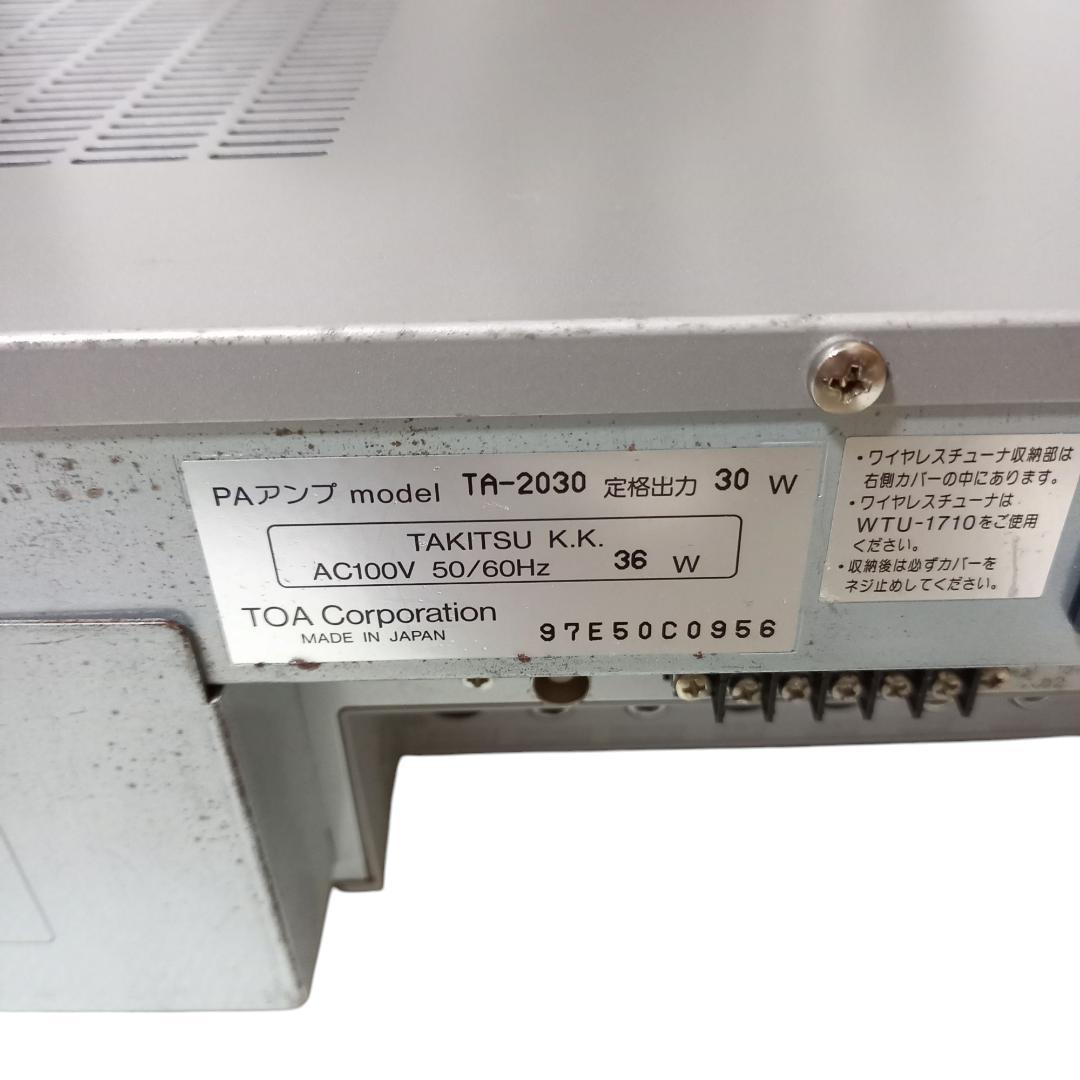 PAアンプ model TA-2030 定格出力 30 W
TAKITSU K.K.
AC100V 50/60Hz 36 W
TOA Corporation
MADE IN JAPAN 97E50C0956
・ワイヤレスチューナ収納部は
右側カバーの中にあります。
・ワイヤレスチューナは
WTU-1710をご使用
ください。
・収納後は必ずカバーを
ネジ止めしてください。